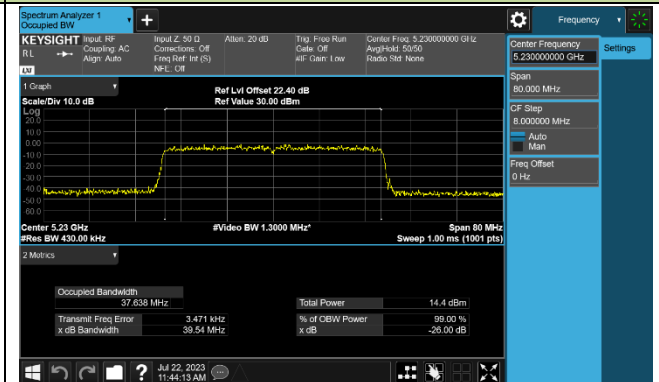 Spectrum Analyzer 1
Occupied BW
+
Frequency
KEYSIGHT
RL
LXI
Input: RF
Coupling: AC
Align: Auto
Input Z: 50 Ω
Corrections: Off
Freq Ref: Int (S)
NFE: Off
Atten: 20 dB
Trig: Free Run
Gate: Off
#IF Gain: Low
Center Freq: 5.230000000 GHz
Avg|Hold: 50/50
Radio Std: None
Center Frequency
5.230000000 GHz
Settings
Span
80.000 MHz
CF Step
8.000000 MHz
Auto
Man
Freq Offset
0 Hz
1 Graph
Scale/Div 10.0 dB
Ref Lvl Offset 22.40 dB
Ref Value 30.00 dBm
Log
20.0
10.0
0.00
-10.0
-20.0
-30.0
-40.0
-50.0
-60.0
Center 5.23 GHz
#Video BW 1.3000 MHz*
Span 80 MHz
#Res BW 430.00 kHz
Sweep 1.00 ms (1001 pts)
2 Metrics
Occupied Bandwidth
37.638 MHz
Total Power 14.4 dBm
Transmit Freq Error 3.471 kHz
% of OBW Power 99.00 %
x dB Bandwidth 39.54 MHz
x dB -26.00 dB
?
Jul 22, 2023
11:44:13 AM